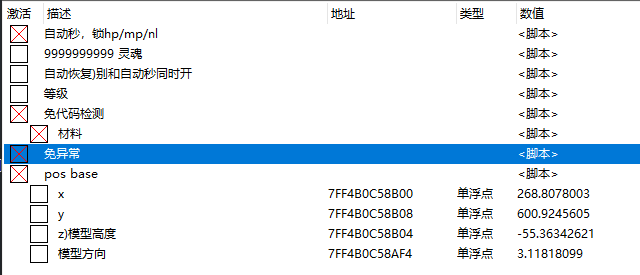 激活 描述 地址 类型 数值
自动秒，锁hp/mp/nl <脚本>
9999999999 灵魂 <脚本>
自动恢复)别和自动秒同时开 <脚本>
等级 <脚本>
免代码检测 <脚本>
材料 <脚本>
免异常 <脚本>
pos base <脚本>
x 7FF4B0C58B00 单浮点 268.8078003
y 7FF4B0C58B08 单浮点 600.9245605
z)模型高度 7FF4B0C58B04 单浮点 -55.36342621
模型方向 7FF4B0C58AF4 单浮点 3.11818099